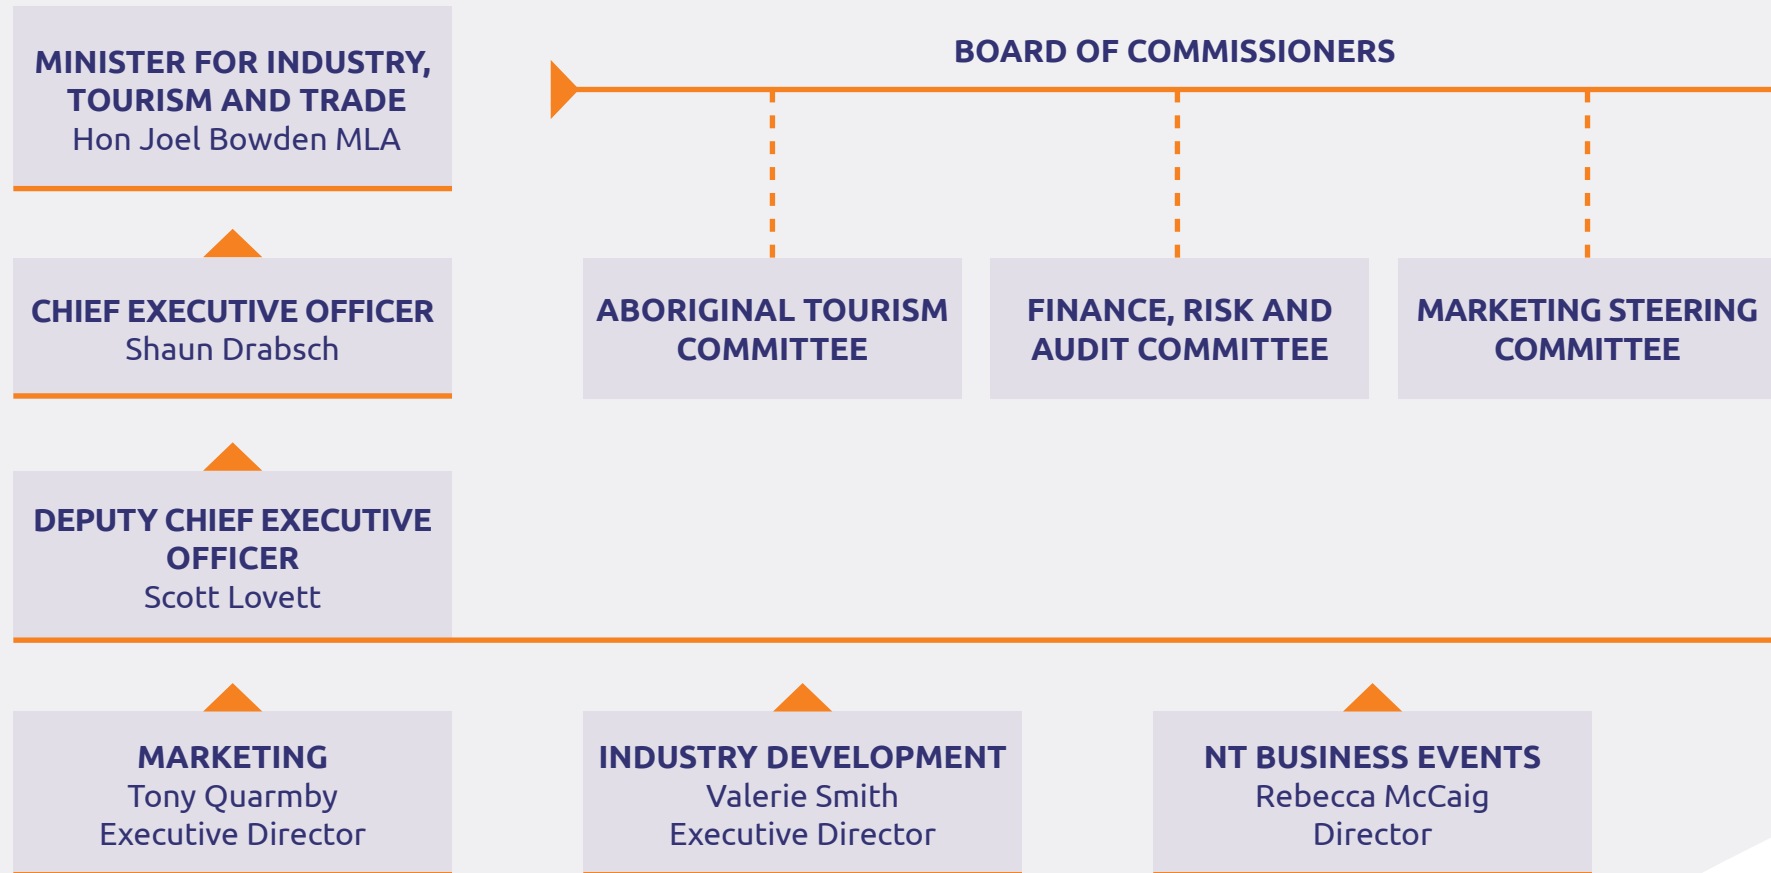 MINISTER FOR INDUSTRY,
TOURISM AND TRADE
Hon Joel Bowden MLA
BOARD OF COMMISSIONERS
CHIEF EXECUTIVE OFFICER
Shaun Drabsch
ABORIGINAL TOURISM
COMMITTEE
FINANCE, RISK AND
AUDIT COMMITTEE
MARKETING STEERING
COMMITTEE
DEPUTY CHIEF EXECUTIVE
OFFICER
Scott Lovett
MARKETING
Tony Quarmby
Executive Director
INDUSTRY DEVELOPMENT
Valerie Smith
Executive Director
NT BUSINESS EVENTS
Rebecca McCaig
Director